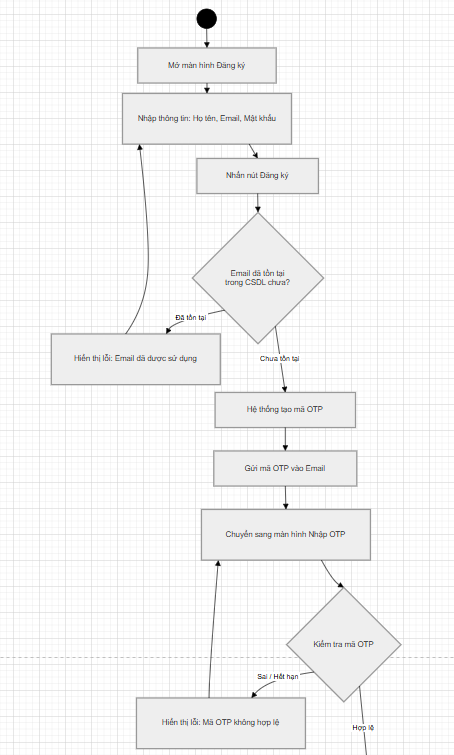 Mở màn hình Đăng ký
Nhập thông tin: Họ tên, Email, Mật khẩu
Nhấn nút Đăng ký
Email đã tồn tại
trong CSDL chưa?
Đã tồn tại
Hiển thị lỗi: Email đã được sử dụng
Chưa tồn tại
Hệ thống tạo mã OTP
Gửi mã OTP vào Email
Chuyển sang màn hình Nhập OTP
Kiểm tra mã OTP
Sai / Hết hạn
Hiển thị lỗi: Mã OTP không hợp lệ
Hợp lệ